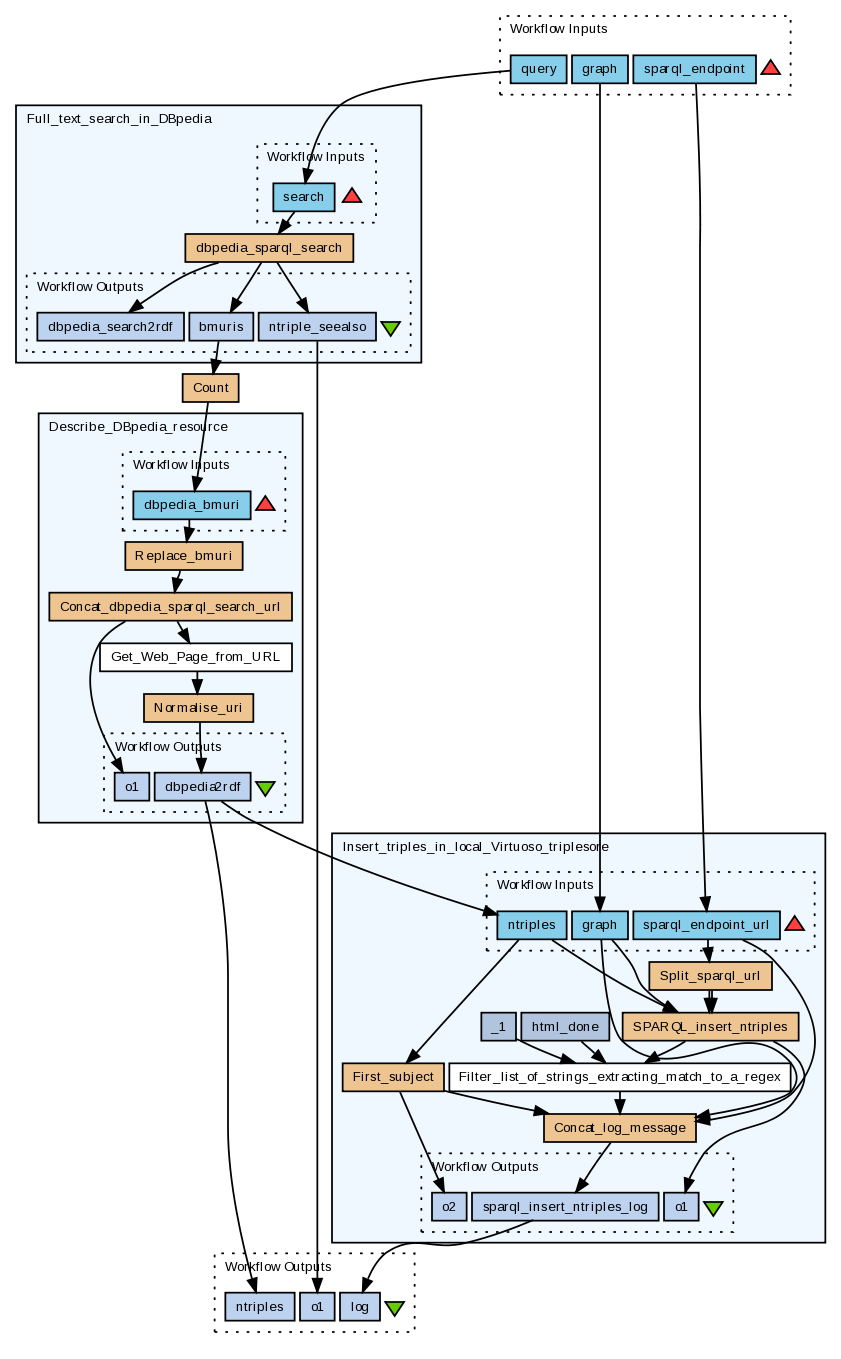 Workflow Inputs
query graph sparql_endpoint
Full_text_search_in_DBpedia
Workflow Inputs
search
dbpedia_sparql_search
Workflow Outputs
dbpedia_search2rdf bmuris ntriple_seealso
Count
Describe_DBpedia_resource
Workflow Inputs
dbpedia_bmuri
Replace_bmuri
Concat_dbpedia_sparql_search_url
Get_Web_Page_from_URL
Normalise_uri
Workflow Outputs
o1 dbpedia2rdf
Insert_triples_in_local_Virtuoso_triplesore
Workflow Inputs
ntriples graph sparql_endpoint_url
Split_sparql_url
_1 html_done SPARQL_insert_ntriples
First_subject Filter_list_of_strings_extracting_match_to_a_regex
Concat_log_message
Workflow Outputs
o2 sparql_insert_ntriples_log o1
Workflow Outputs
ntriples o1 log